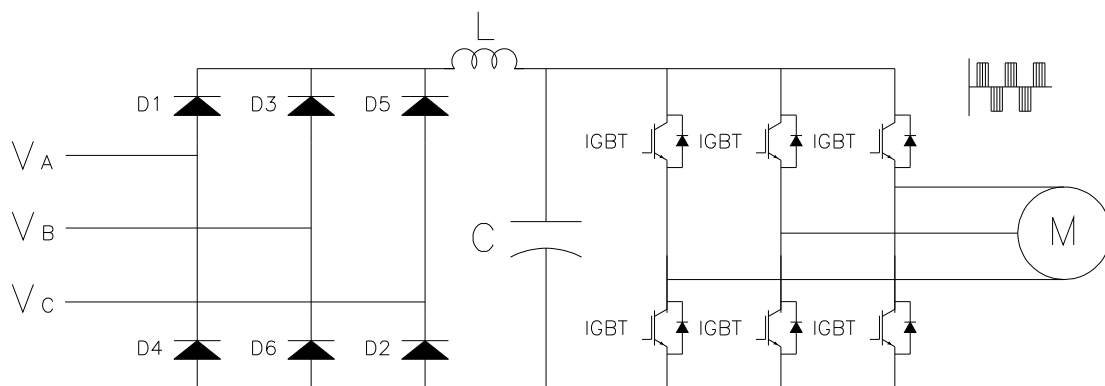 L
D1 D3 D5
VA
IGBT IGBT IGBT
VB
C
M
VC
IGBT IGBT IGBT
D4 D6 D2